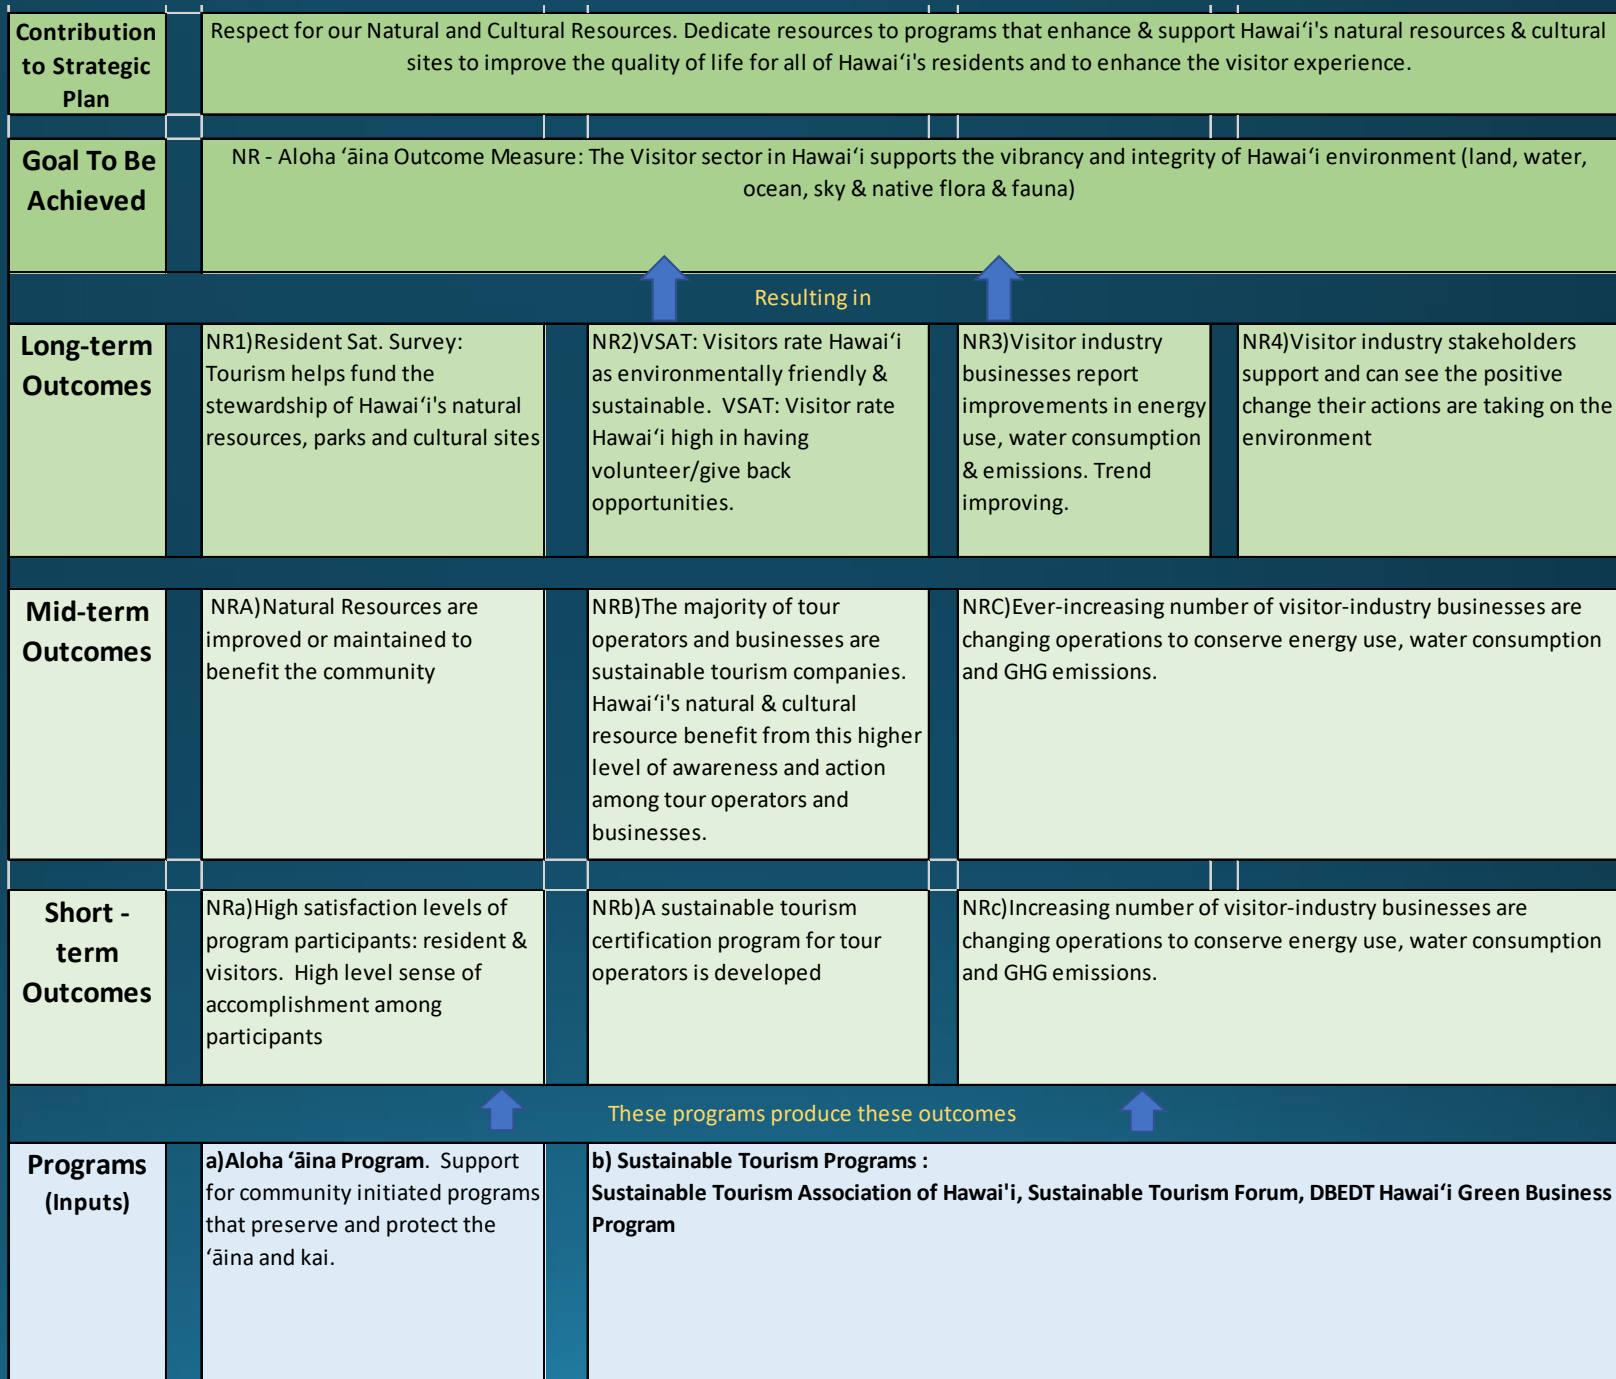 Contribution
to Strategic
Plan
Respect for our Natural and Cultural Resources. Dedicate resources to programs that enhance & support Hawaiʻi's natural resources & cultural
sites to improve the quality of life for all of Hawaiʻi's residents and to enhance the visitor experience.
Goal To Be
Achieved
NR - Aloha ʻāina Outcome Measure: The Visitor sector in Hawaiʻi supports the vibrancy and integrity of Hawaiʻi environment (land, water,
ocean, sky & native flora & fauna)
Resulting in
Long-term
Outcomes
NR1)Resident Sat. Survey:
Tourism helps fund the
stewardship of Hawaiʻi's natural
resources, parks and cultural sites
NR2)VSAT: Visitors rate Hawaiʻi
as environmentally friendly &
sustainable.  VSAT: Visitor rate
Hawaiʻi high in having
volunteer/give back
opportunities.
NR3)Visitor industry
businesses report
improvements in energy
use, water consumption
& emissions. Trend
improving.
NR4)Visitor industry stakeholders
support and can see the positive
change their actions are taking on the
environment
Mid-term
Outcomes
NRA)Natural Resources are
improved or maintained to
benefit the community
NRB)The majority of tour
operators and businesses are
sustainable tourism companies.
Hawaiʻi's natural & cultural
resource benefit from this higher
level of awareness and action
among tour operators and
businesses.
NRC)Ever-increasing number of visitor-industry businesses are
changing operations to conserve energy use, water consumption
and GHG emissions.
Short -
term
Outcomes
NRa)High satisfaction levels of
program participants: resident &
visitors.  High level sense of
accomplishment among
participants
NRb)A sustainable tourism
certification program for tour
operators is developed
NRc)Increasing number of visitor-industry businesses are
changing operations to conserve energy use, water consumption
and GHG emissions.
These programs produce these outcomes
Programs
(Inputs)
a)Aloha ʻāina Program.  Support
for community initiated programs
that preserve and protect the
ʻāina and kai.
b) Sustainable Tourism Programs :
Sustainable Tourism Association of Hawai'i, Sustainable Tourism Forum, DBEDT Hawaiʻi Green Business
Program